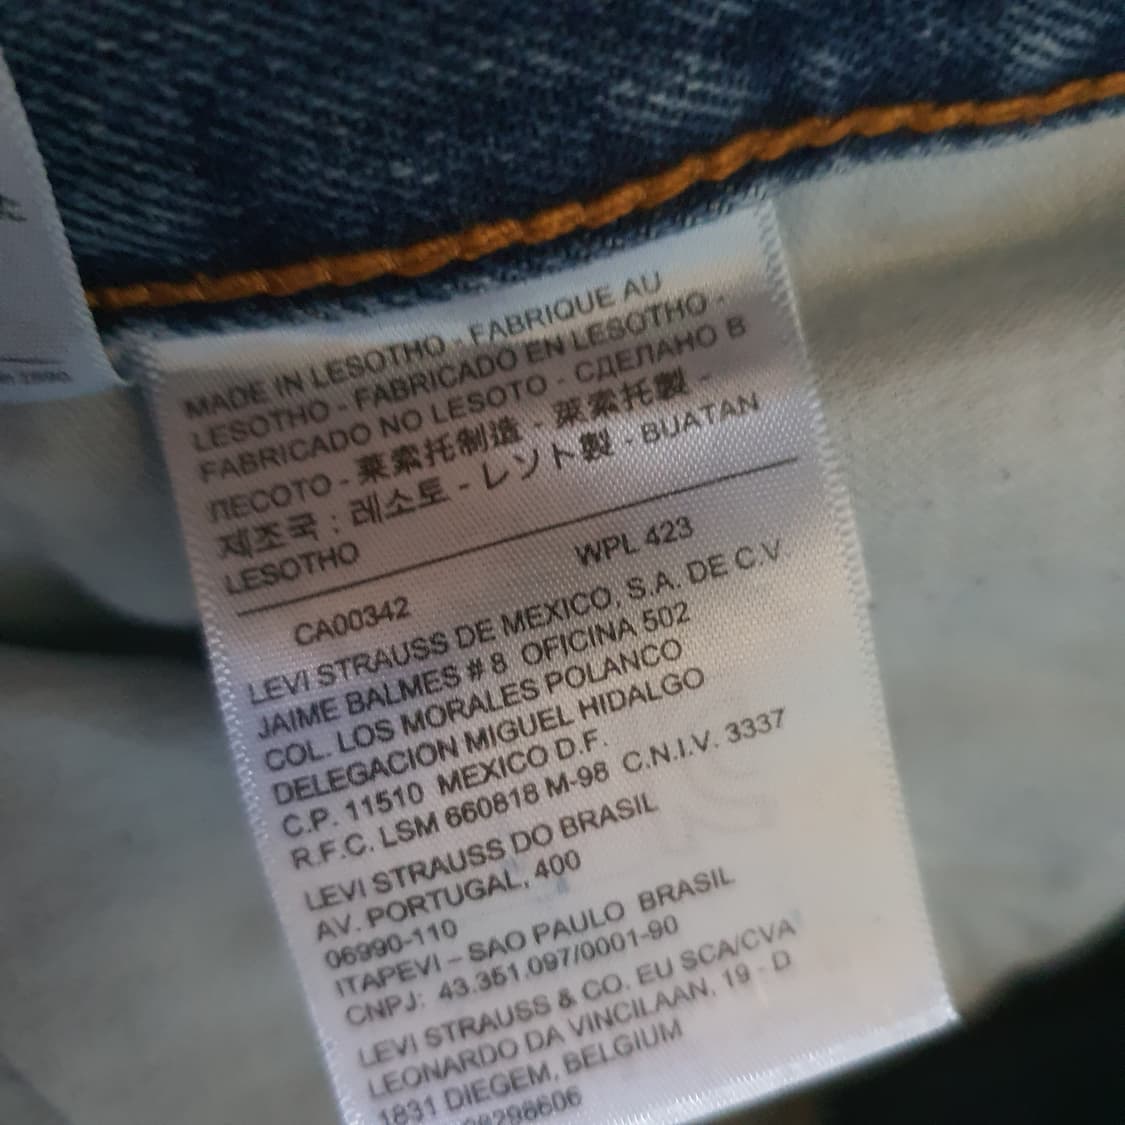 MADE IN LESOTHO - FABRIQUE AU
LESOTHO - FABRICADO EN LESOTHO -
FABRICADO NO LESOTO - СДЕЛАНО В
ЛЕСОТО - 莱索托制造 - 萊索托製 -
제조국 : 레소토 - レソト製 - BUATAN
LESOTHO
CA00342 WPL 423
LEVI STRAUSS DE MEXICO, S.A. DE C.V.
JAIME BALMES # 8 OFICINA 502
COL. LOS MORALES POLANCO
DELEGACION MIGUEL HIDALGO
C.P. 11510 MEXICO D.F.
R.F.C. LSM 660818 M-98 C.N.I.V. 3337
LEVI STRAUSS DO BRASIL
AV. PORTUGAL, 400
06990-110
ITAPEVI – SAO PAULO BRASIL
CNPJ: 43.351.097/0001-90
LEVI STRAUSS & CO. EU SCA/CVA
LEONARDO DA VINCILAAN, 19 - D
1831 DIEGEM, BELGIUM